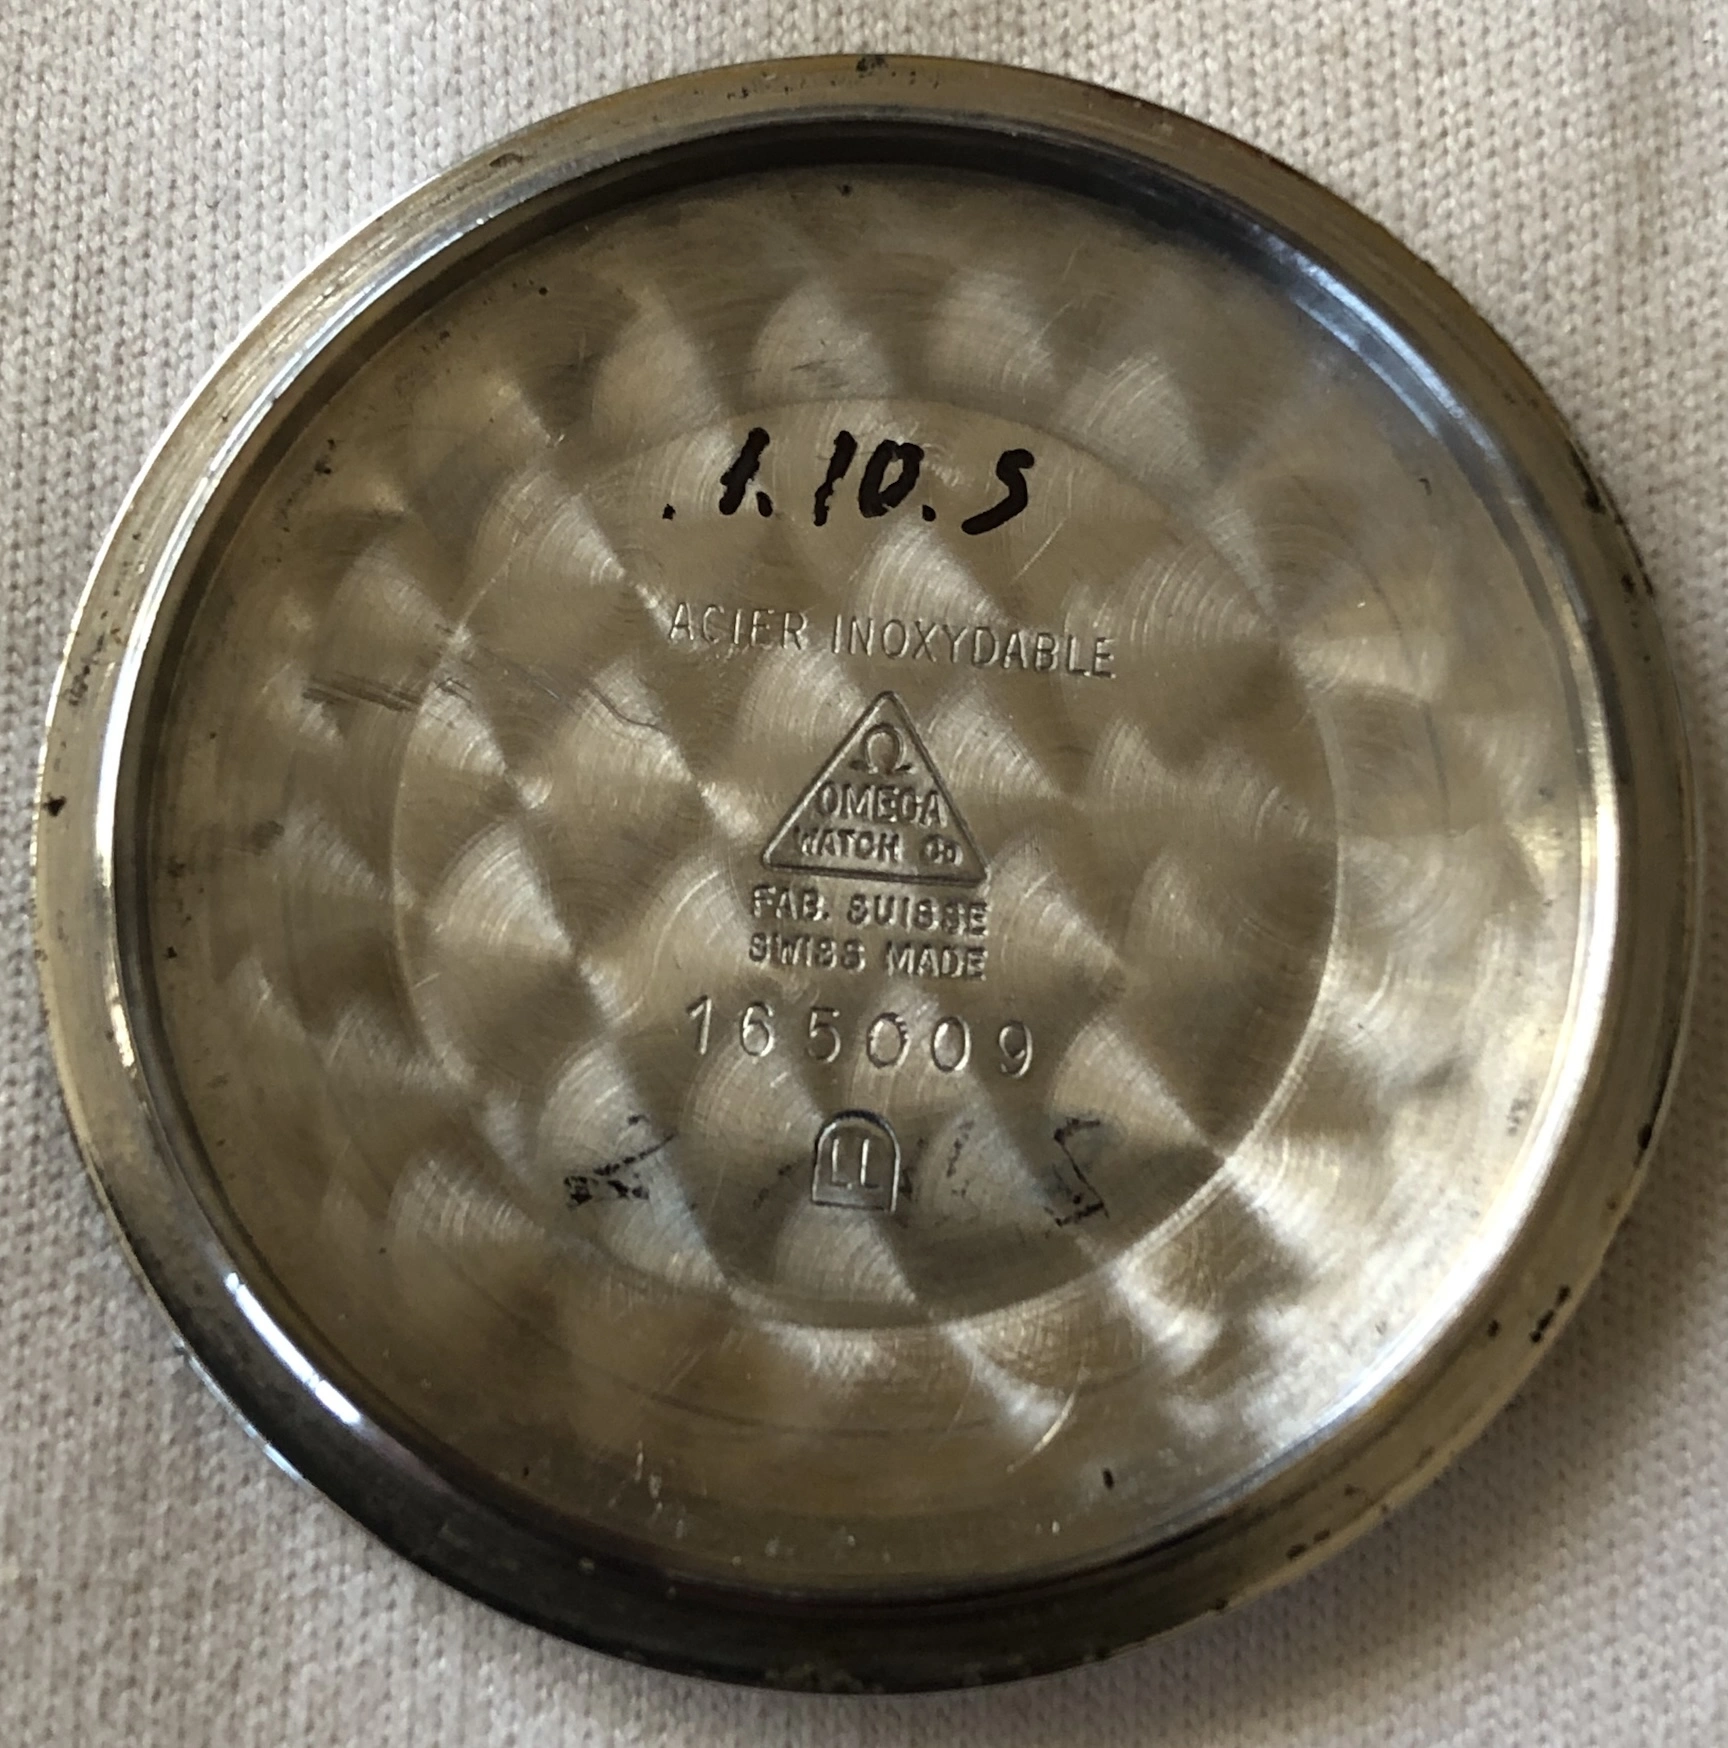 .1.10.5
ACIER INOXYDABLE
Ω
OMEGA
WATCH Co
FAB. SUISSE
SWISS MADE
165009